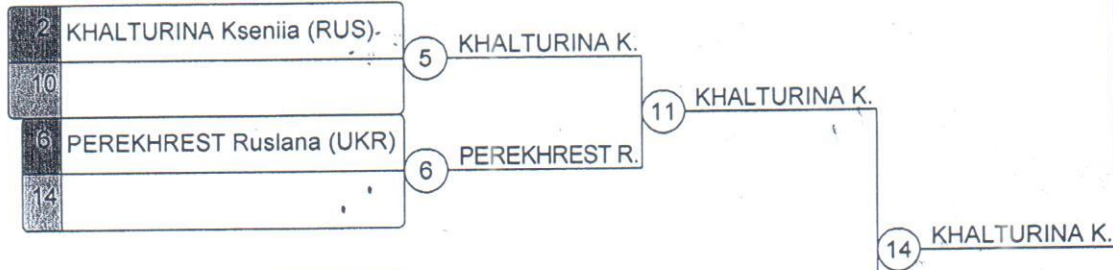 2 KHALTURINA Kseniia (RUS)
5 KHALTURINA K.
10
11 KHALTURINA K.
6 PEREKHREST Ruslana (UKR)
6 PEREKHREST R.
14
14 KHALTURINA K.